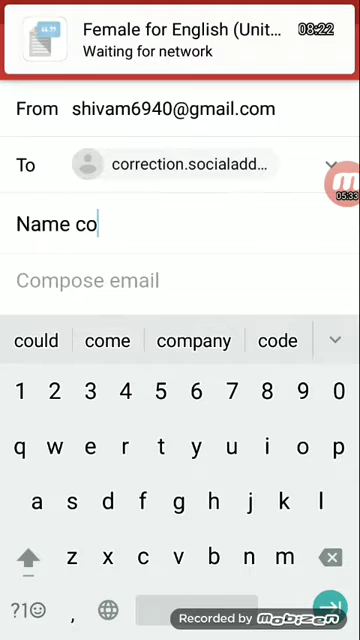 Female for English (Unit... 08:22
Waiting for network
From shivam6940@gmail.com
To correction.socialadd...
05:33
Name co
Compose email
could come company code
1 2 3 4 5 6 7 8 9 0
q w e r t y u i o p
a s d f g h j k l
z x c v b n m
?1☺ ,
Recorded by Mobizen